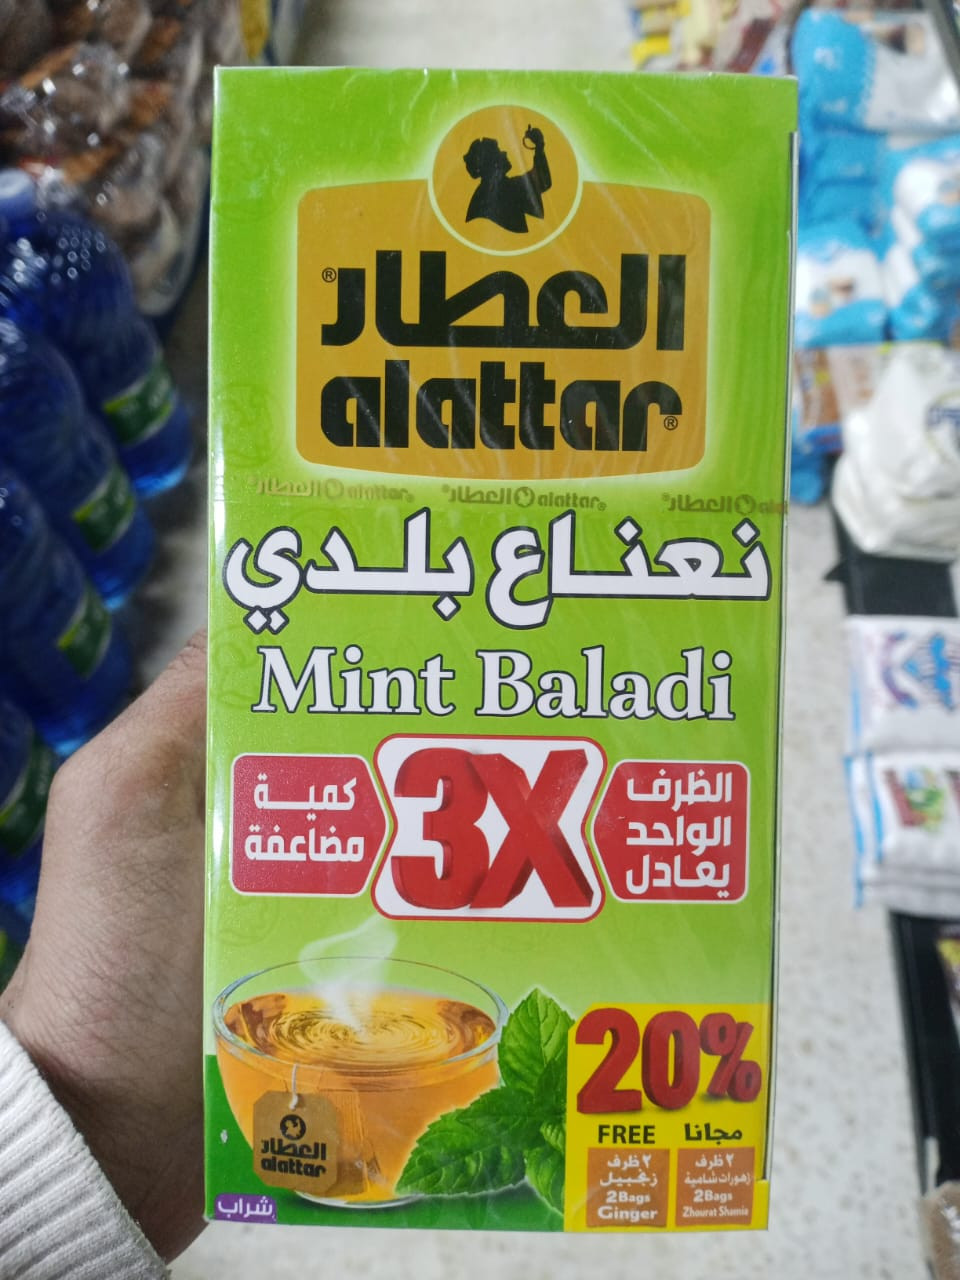 العطار®
alattar®
العطار alattar® العطار alattar® العطار
نعناع بلدي
Mint Baladi
الظرف
الواحد
يعادل
3X
كمية
مضاعفة
20%
FREE مجانا
٢ ظرف
زنجبيل
2Bags
Ginger
٢ ظرف
زهورات شامية
2Bags
Zhourat Shamia
العطار
alattar
شراب